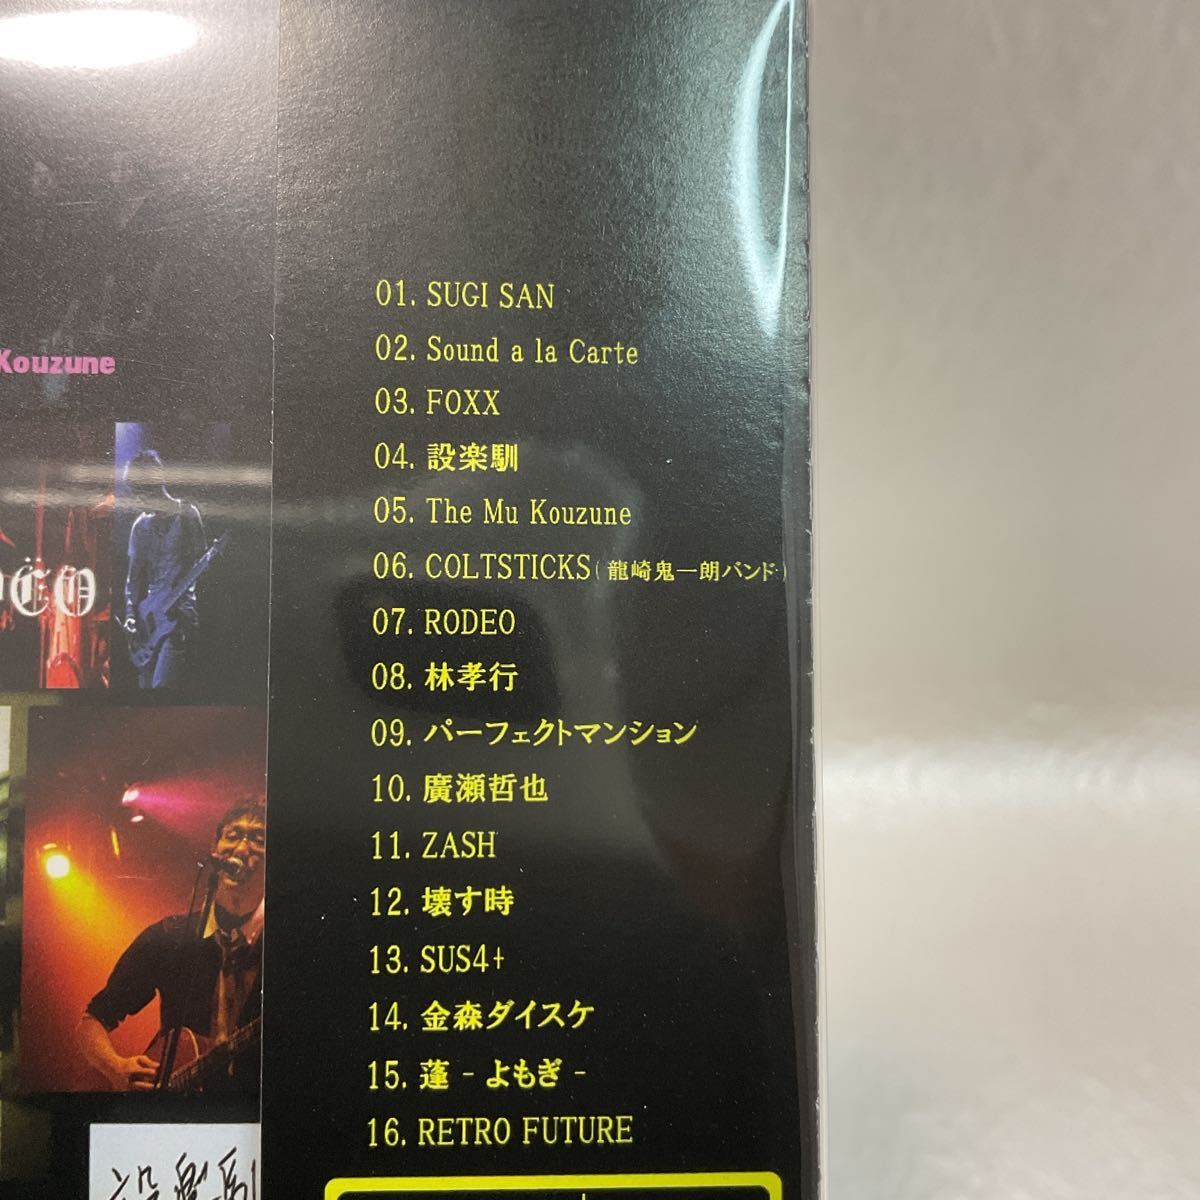 Kouzune
01. SUGI SAN
02. Sound a la Carte
03. FOXX
04. 設楽馴
05. The Mu Kouzune
06. COLTSTICKS(龍崎鬼一朗バンド)
07. RODEO
08. 林孝行
09. パーフェクトマンション
10. 廣瀬哲也
11. ZASH
12. 壊す時
13. SUS4+
14. 金森ダイスケ
15. 蓬 - よもぎ -
16. RETRO FUTURE